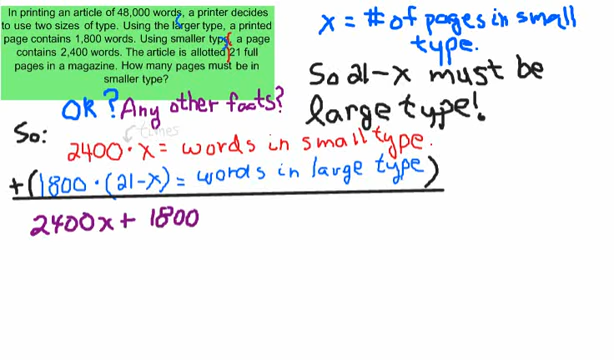 In printing an article of 48,000 words, a printer decides
to use two sizes of type. Using the larger type, a printed
page contains 1,800 words. Using smaller type, a page
contains 2,400 words. The article is allotted 21 full
pages in a magazine. How many pages must be in
smaller type?
x = # of pages in small
type.
So 21-x must be
large type!
OK? Any other facts?
So:
times
2400 · x = words in small type.
+(1800 · (21-x) = words in large type)
2400x + 1800